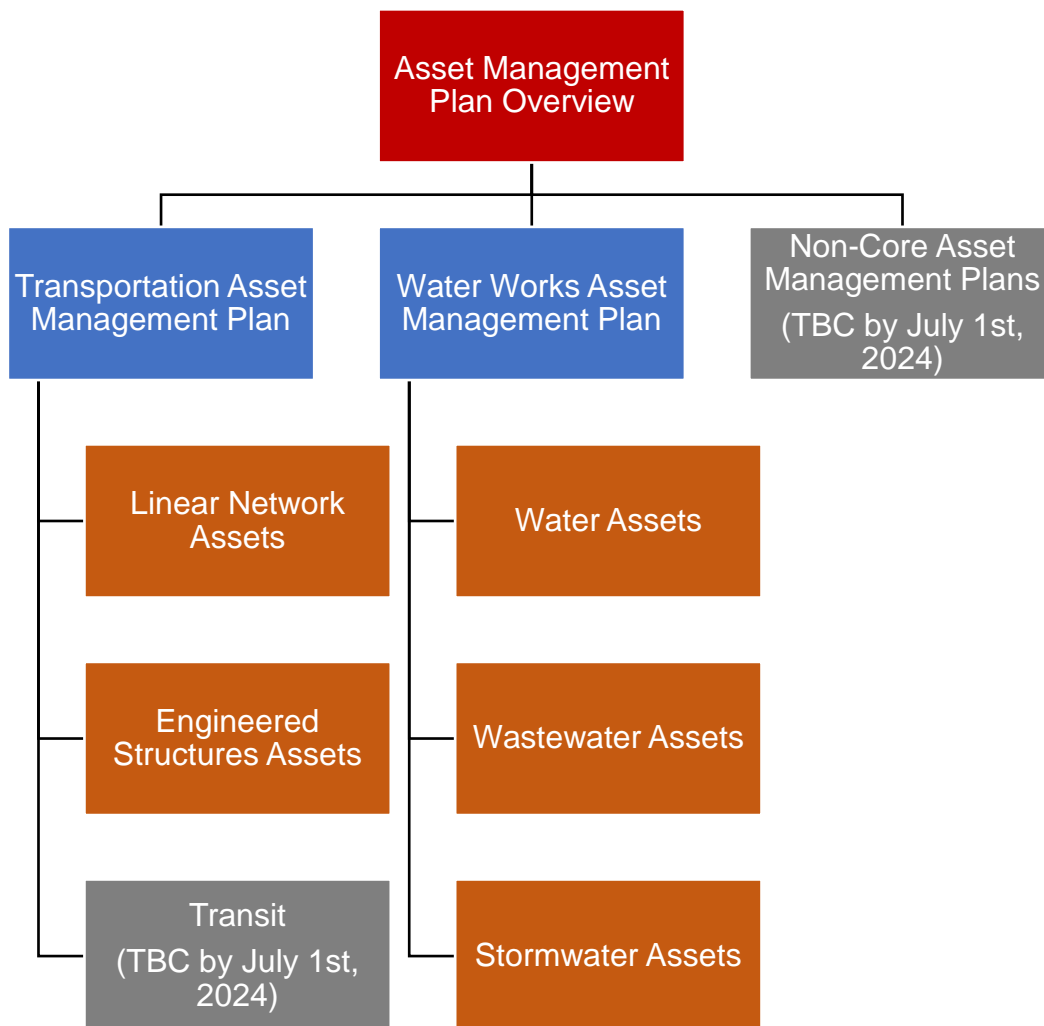 Asset Management
Plan Overview
Transportation Asset
Management Plan
Water Works Asset
Management Plan
Non-Core Asset
Management Plans
(TBC by July 1st,
2024)
Linear Network
Assets
Water Assets
Engineered
Structures Assets
Wastewater Assets
Transit
(TBC by July 1st,
2024)
Stormwater Assets